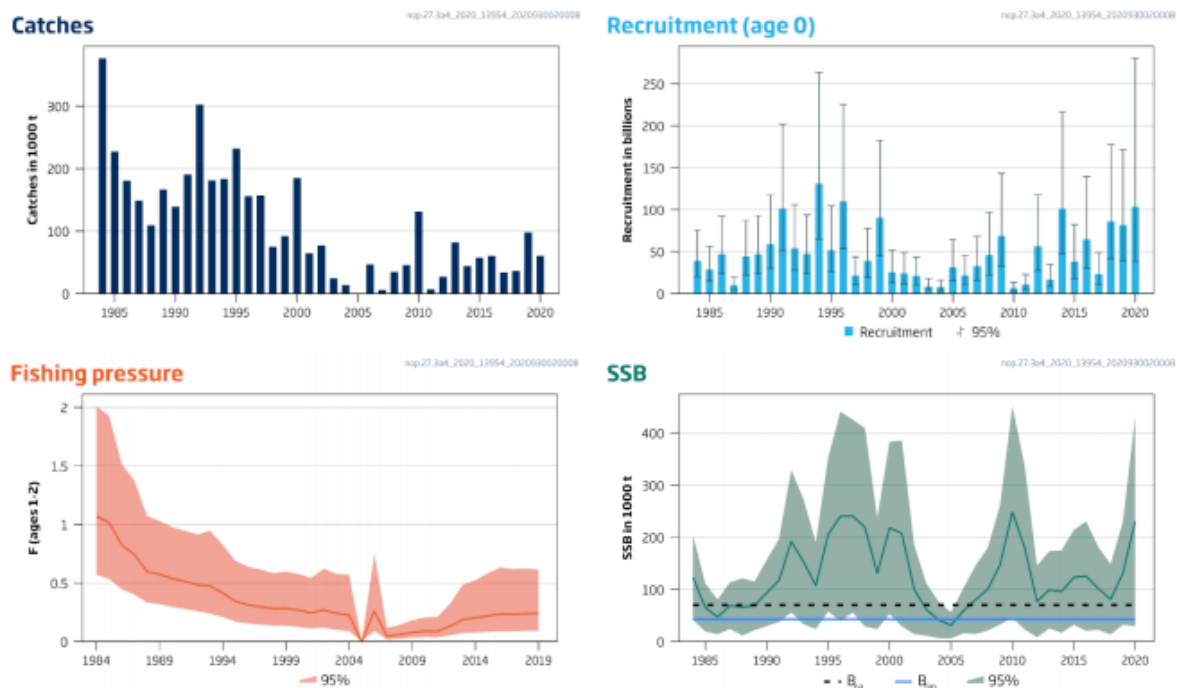 nop.27.3a4_2020_13954_2020930020008
Catches
Catches in 1000 t
300
200
100
0
1985 1990 1995 2000 2005 2010 2015 2020
nop.27.3a4_2020_13954_2020930020008
Recruitment (age 0)
Recruitment in billions
250
200
150
100
50
0
1985 1990 1995 2000 2005 2010 2015 2020
Recruitment 95%
nop.27.3a4_2020_13954_2020930020008
Fishing pressure
F (ages 1-2)
2
1.5
1
0.5
0
1984 1989 1994 1999 2004 2009 2014 2019
95%
nop.27.3a4_2020_13954_2020930020008
SSB
SSB in 1000 t
400
300
200
100
0
1985 1990 1995 2000 2005 2010 2015 2020
B B 95%